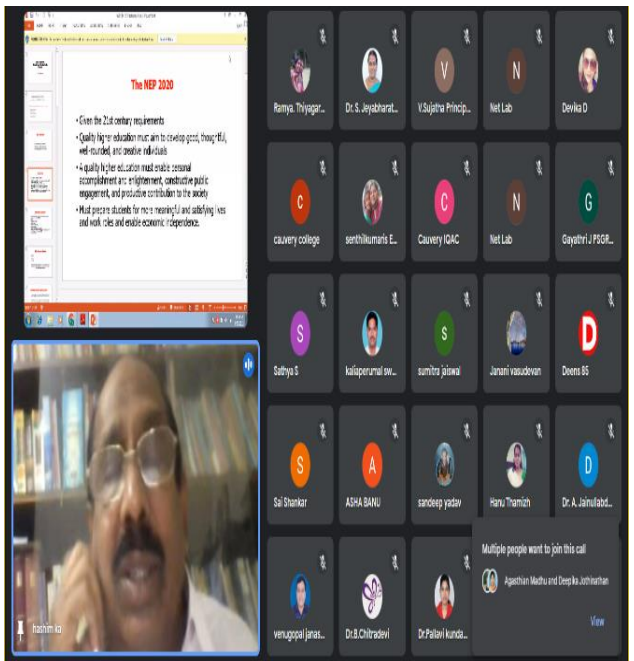 The NEP 2020
• Given the 21st century requirements
• Quality higher education must aim to develop good, thoughtful,
well-rounded, and creative individuals
• A quality higher education must enable personal
accomplishment and enlightenment, constructive public
engagement, and productive contribution to the society
• Must prepare students for more meaningful and satisfying lives
and work roles and enable economic independence.
hashim ka
Ramya. Thiyagar...
Dr. S. Jeyabharat...
V
V.Sujatha Princip...
N
Net Lab
Devika D
C
cauvery college
senthilkumaris E...
C
Cauvery IQAC
N
Net Lab
G
Gayathri J PSGR...
S
Sathya S
kaliaperumal sw...
s
sumitra jaiswal
Janani vasudevan
D
Deens 85
S
Sai Shankar
A
ASHA BANU
sandeep yadav
Hanu Thamizh
D
Dr. A. Jainulabd...
venugopal janas...
Dr.B.Chitradevi
Dr.Pallavi kunda...
Multiple people want to join this call
Agasthian Madhu and Deepika Jothinathan
View